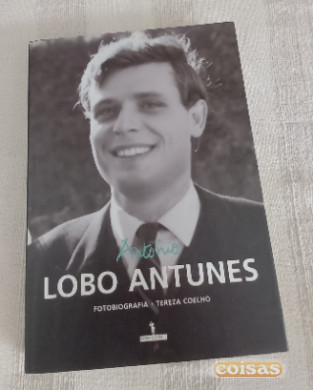 António
LOBO ANTUNES
FOTOBIOGRAFIA • TEREZA COELHO
coisas